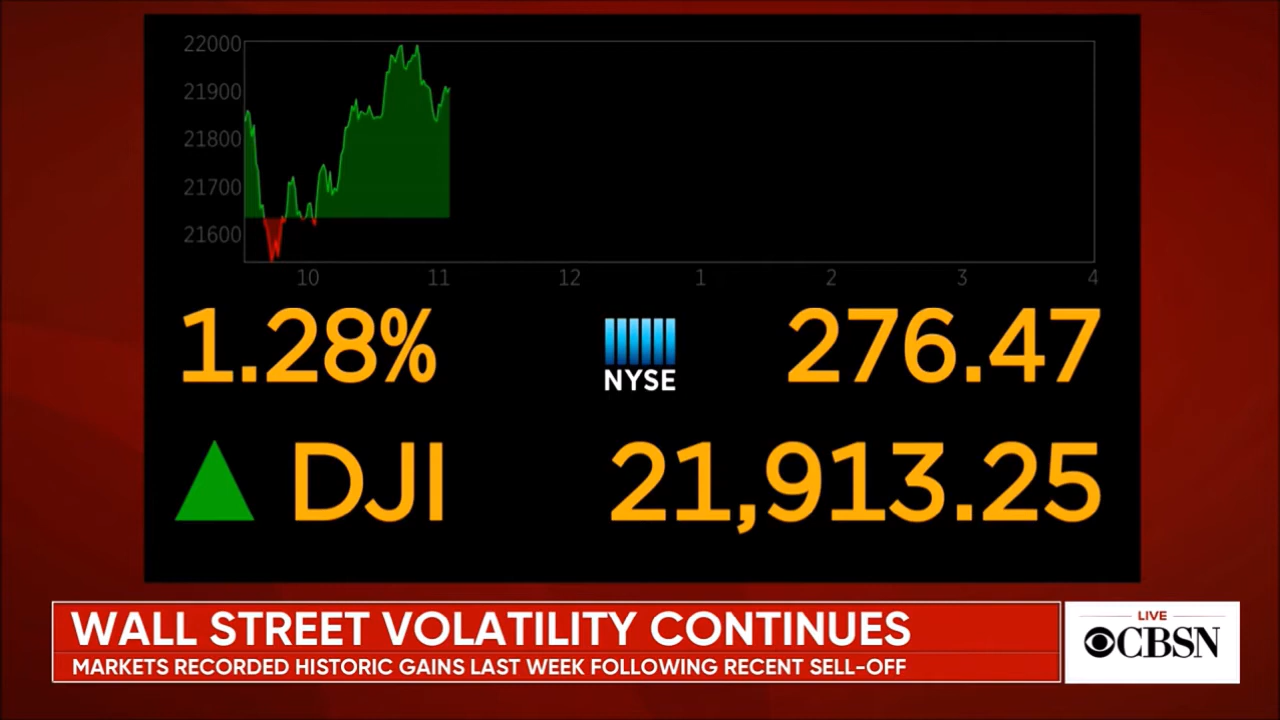 22000
21900
21800
21700
21600
10 11 12 1 2 3 4
1.28% NYSE 276.47
DJI 21,913.25
WALL STREET VOLATILITY CONTINUES
MARKETS RECORDED HISTORIC GAINS LAST WEEK FOLLOWING RECENT SELL-OFF
LIVE
CBSN